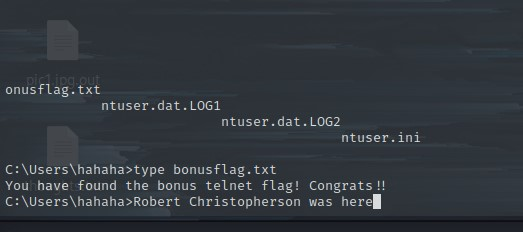 pic1.jpg.out
onusflag.txt
ntuser.dat.LOG1
ntuser.dat.LOG2
ntuser.ini
C:\Users\hahaha>type bonusflag.txt
You have found the bonus telnet flag! Congrats!!
C:\Users\hahaha>Robert Christopherson was here